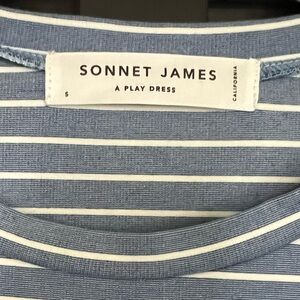 SONNET JAMES
A PLAY DRESS
S
CALIFORNIA